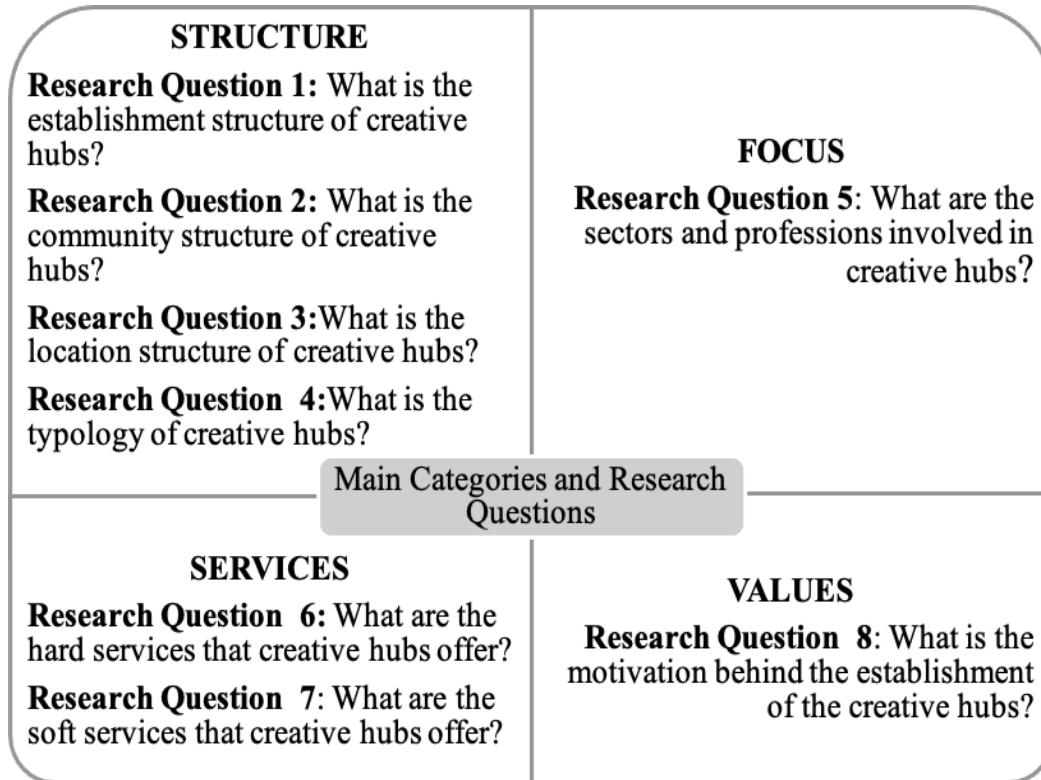 STRUCTURE
Research Question 1: What is the
establishment structure of creative
hubs?
Research Question 2: What is the
community structure of creative
hubs?
Research Question 3:What is the
location structure of creative hubs?
Research Question 4:What is the
typology of creative hubs?
FOCUS
Research Question 5: What are the
sectors and professions involved in
creative hubs?
Main Categories and Research
Questions
SERVICES
Research Question 6: What are the
hard services that creative hubs offer?
Research Question 7: What are the
soft services that creative hubs offer?
VALUES
Research Question 8: What is the
motivation behind the establishment
of the creative hubs?